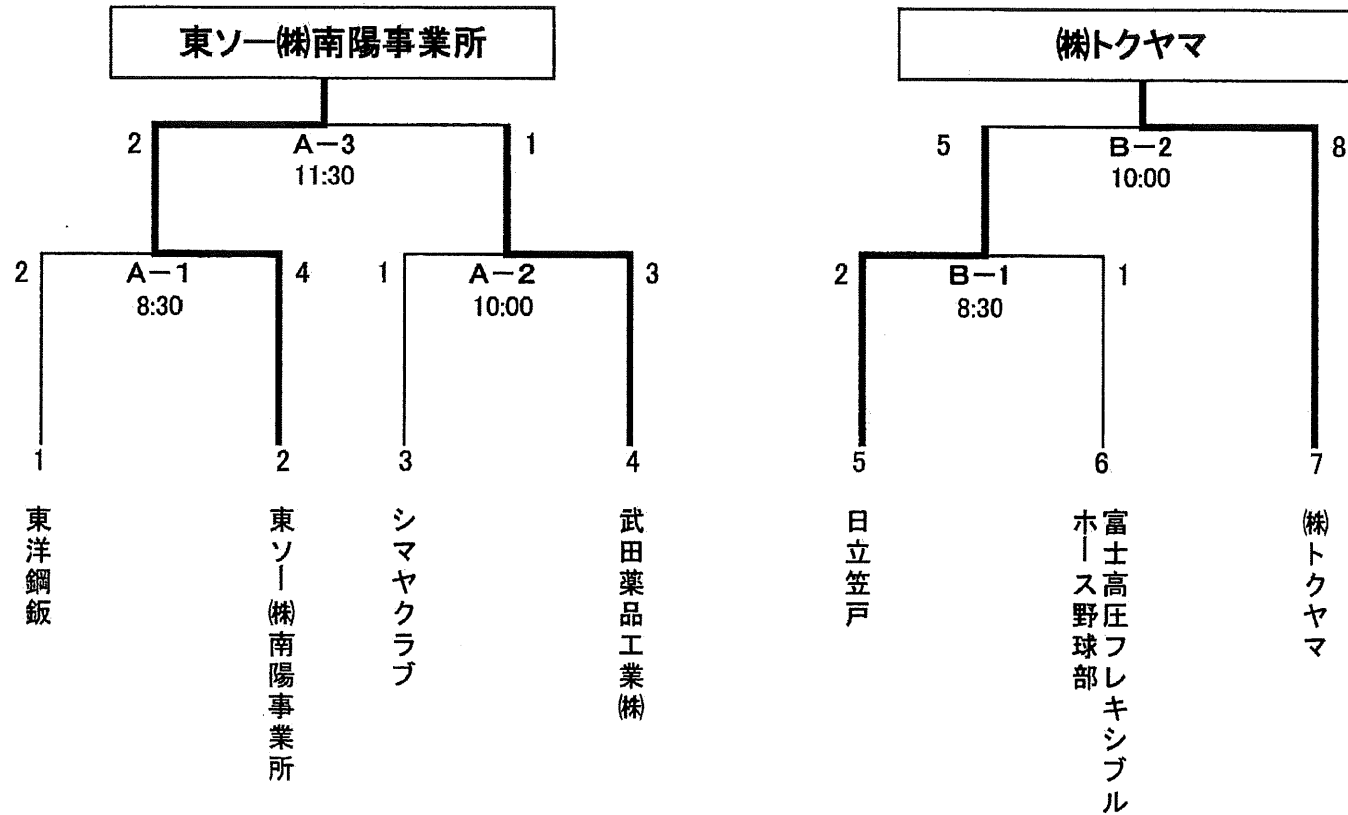 東ソー㈱南陽事業所
㈱トクヤマ
2
A-3
1
11:30
5
B-2
8
10:00
2
A-1
4
8:30
1
A-2
3
10:00
2
B-1
1
8:30
1
2
3
4
5
6
7
東洋鋼鈑
東ソー㈱南陽事業所
シマヤクラブ
武田薬品工業㈱
日立笠戸
富士高圧フレキシブル
ホース野球部
㈱トクヤマ